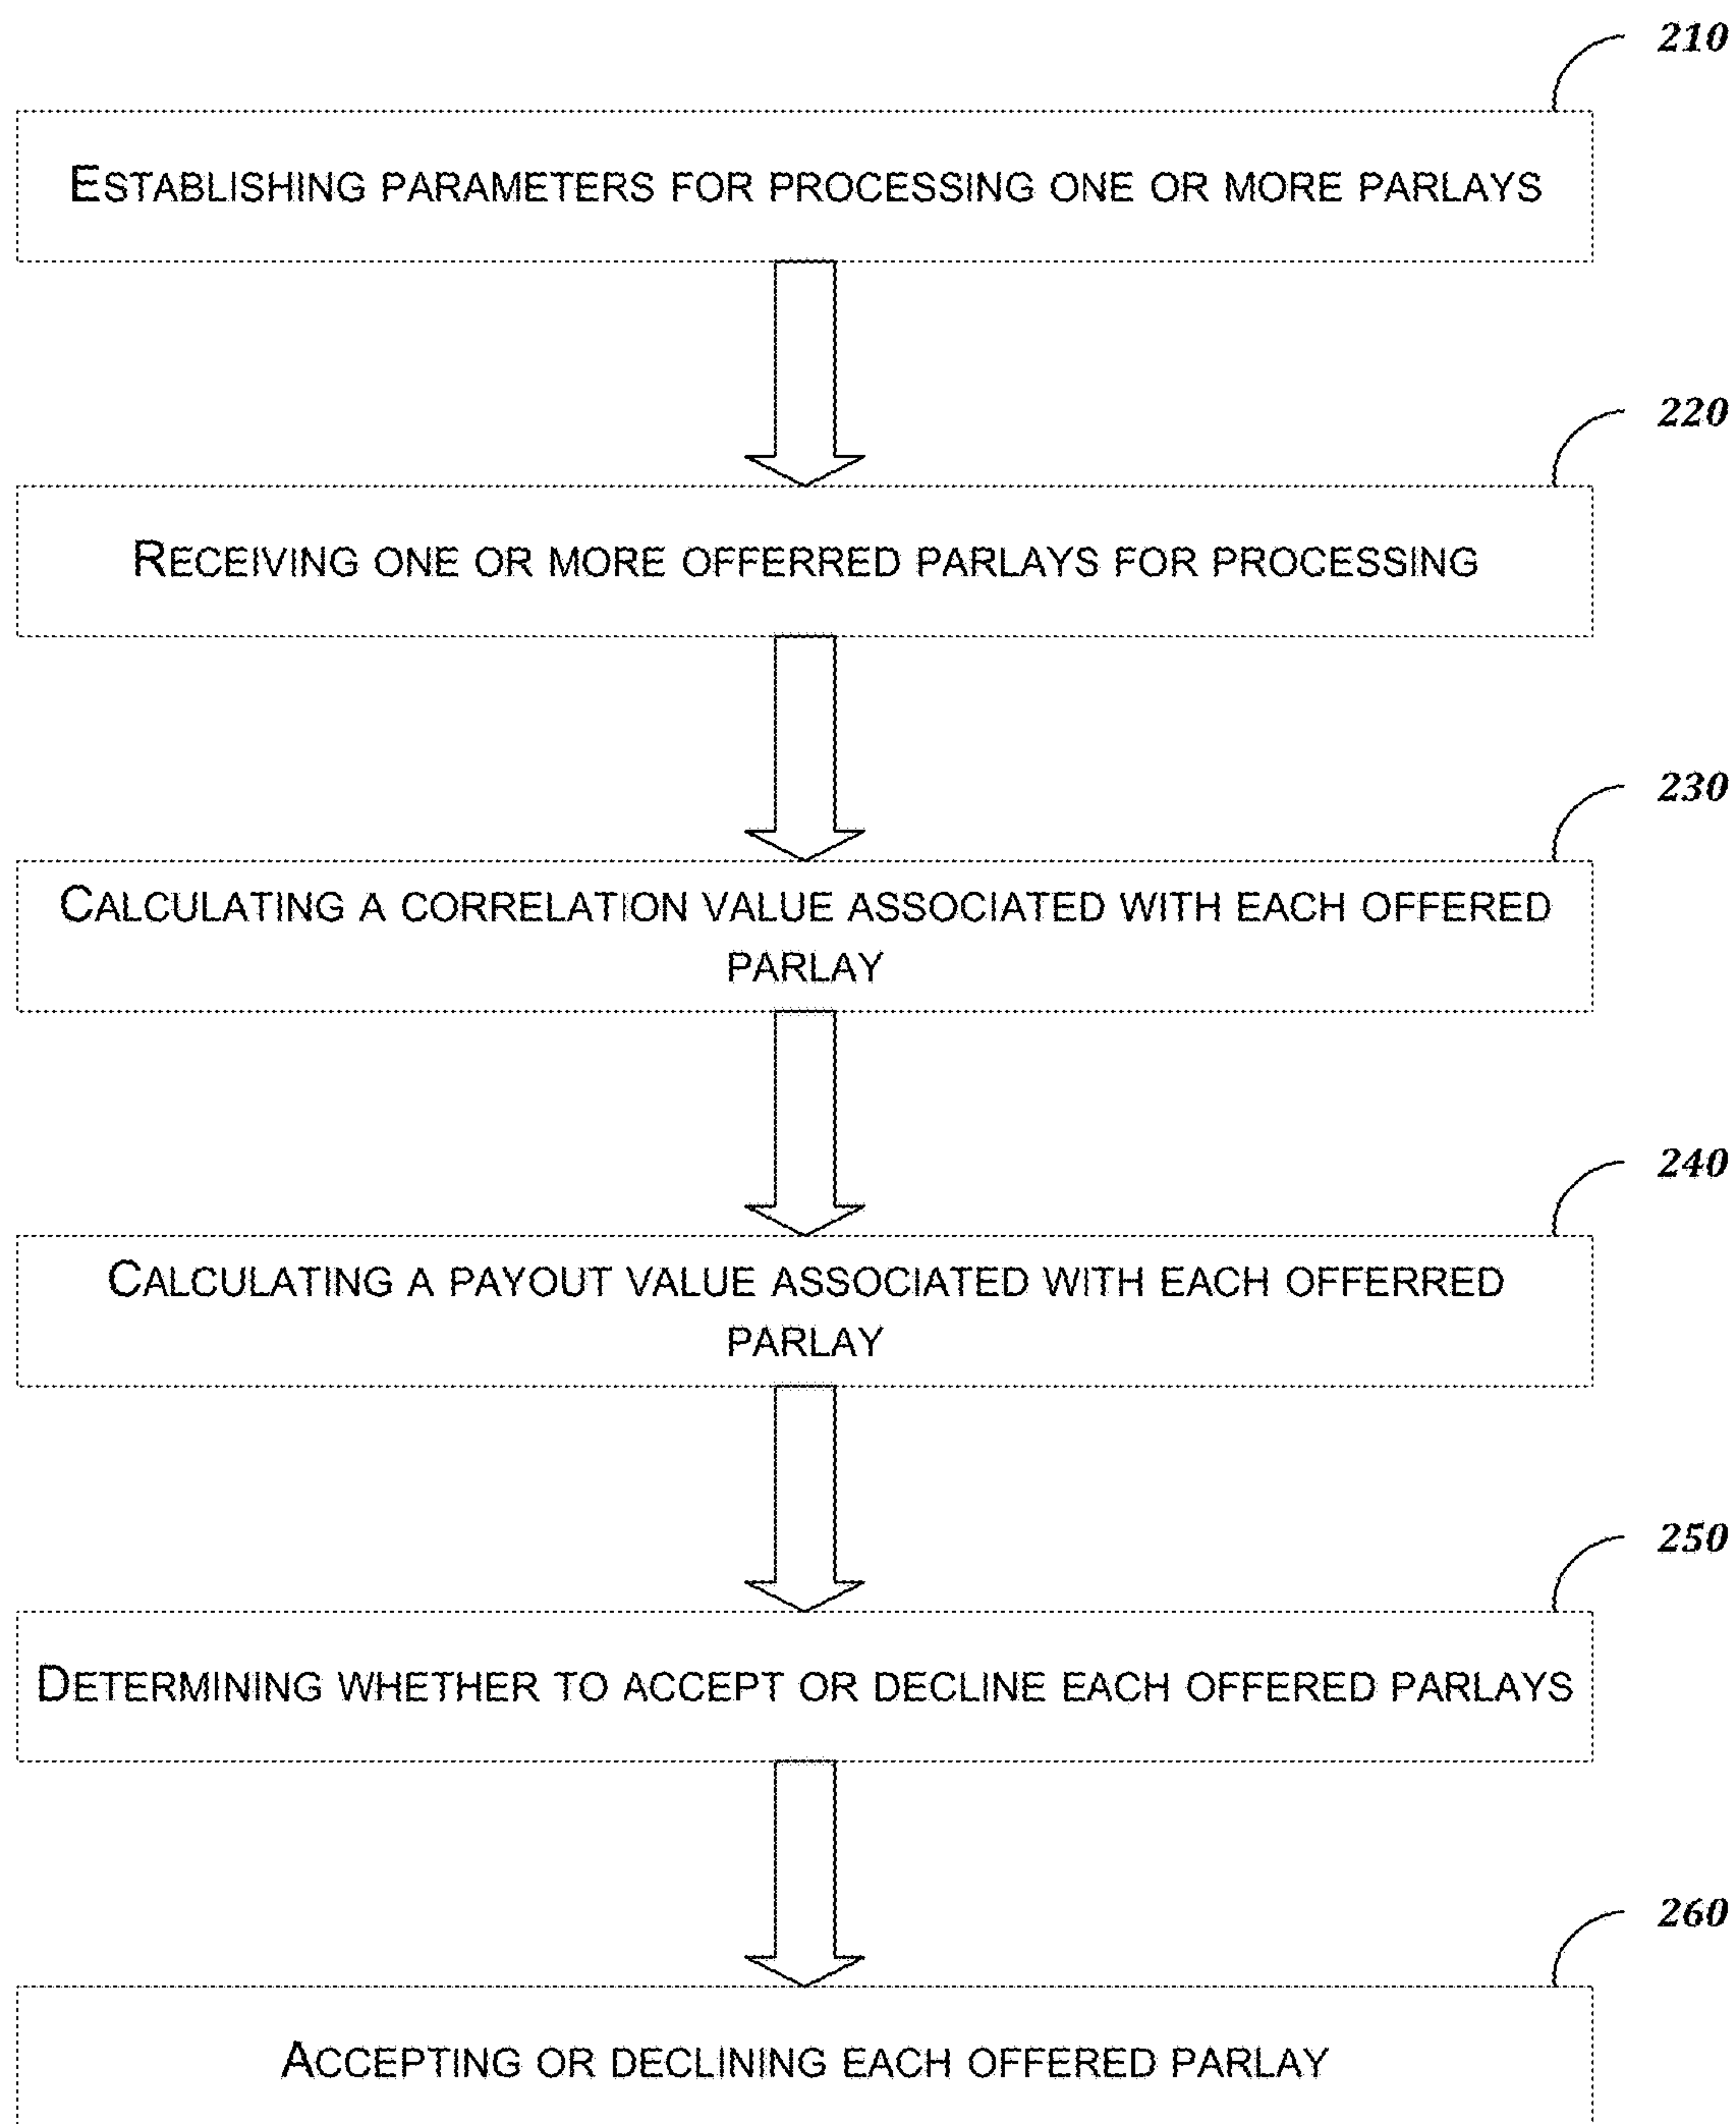 210
ESTABLISHING PARAMETERS FOR PROCESSING ONE OR MORE PARLAYS
220
RECEIVING ONE OR MORE OFFERRED PARLAYS FOR PROCESSING
230
CALCULATING A CORRELATION VALUE ASSOCIATED WITH EACH OFFERED
PARLAY
240
CALCULATING A PAYOUT VALUE ASSOCIATED WITH EACH OFFERRED
PARLAY
250
DETERMINING WHETHER TO ACCEPT OR DECLINE EACH OFFERED PARLAYS
260
ACCEPTING OR DECLINING EACH OFFERED PARLAY